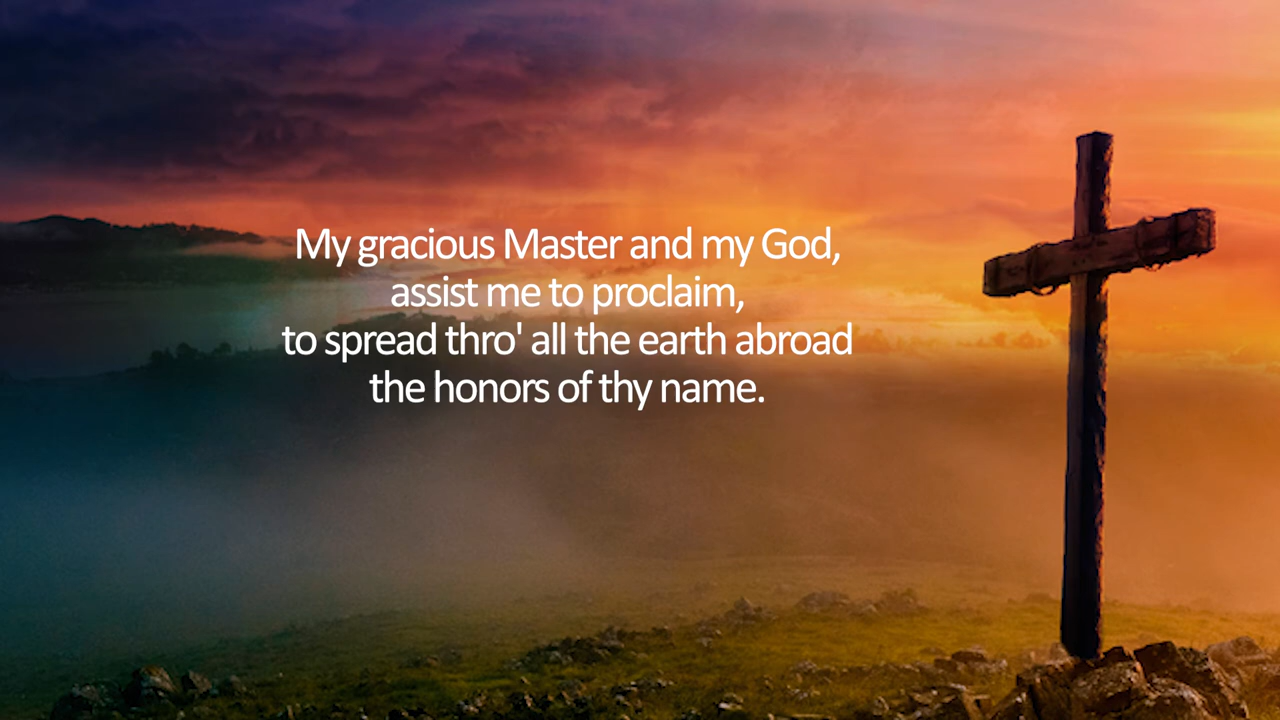 My gracious Master and my God,
assist me to proclaim,
to spread thro' all the earth abroad
the honors of thy name.